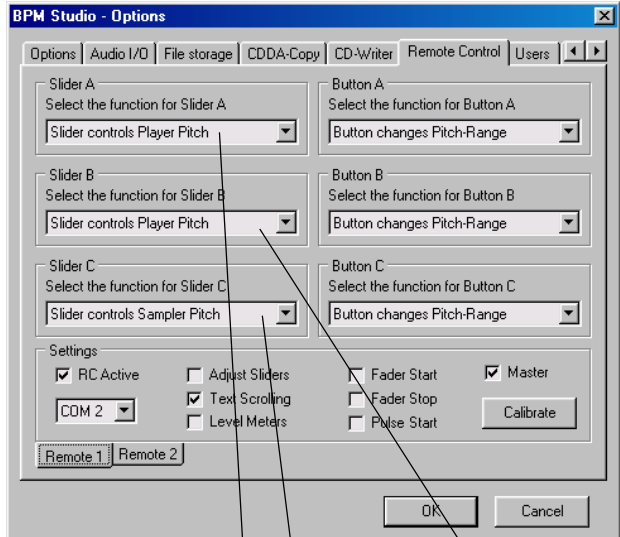 BPM Studio - Options
Options Audio I/O File storage CDDA-Copy CD-Writer Remote Control Users
Slider A
Select the function for Slider A
Slider controls Player Pitch
Button A
Select the function for Button A
Button changes Pitch-Range
Slider B
Select the function for Slider B
Slider controls Player Pitch
Button B
Select the function for Button B
Button changes Pitch-Range
Slider C
Select the function for Slider C
Slider controls Sampler Pitch
Button C
Select the function for Button C
Button changes Pitch-Range
Settings
RC Active
COM 2
Adjust Sliders
Text Scrolling
Level Meters
Fader Start
Fader Stop
Pulse Start
Master
Calibrate
Remote 1 Remote 2
OK Cancel